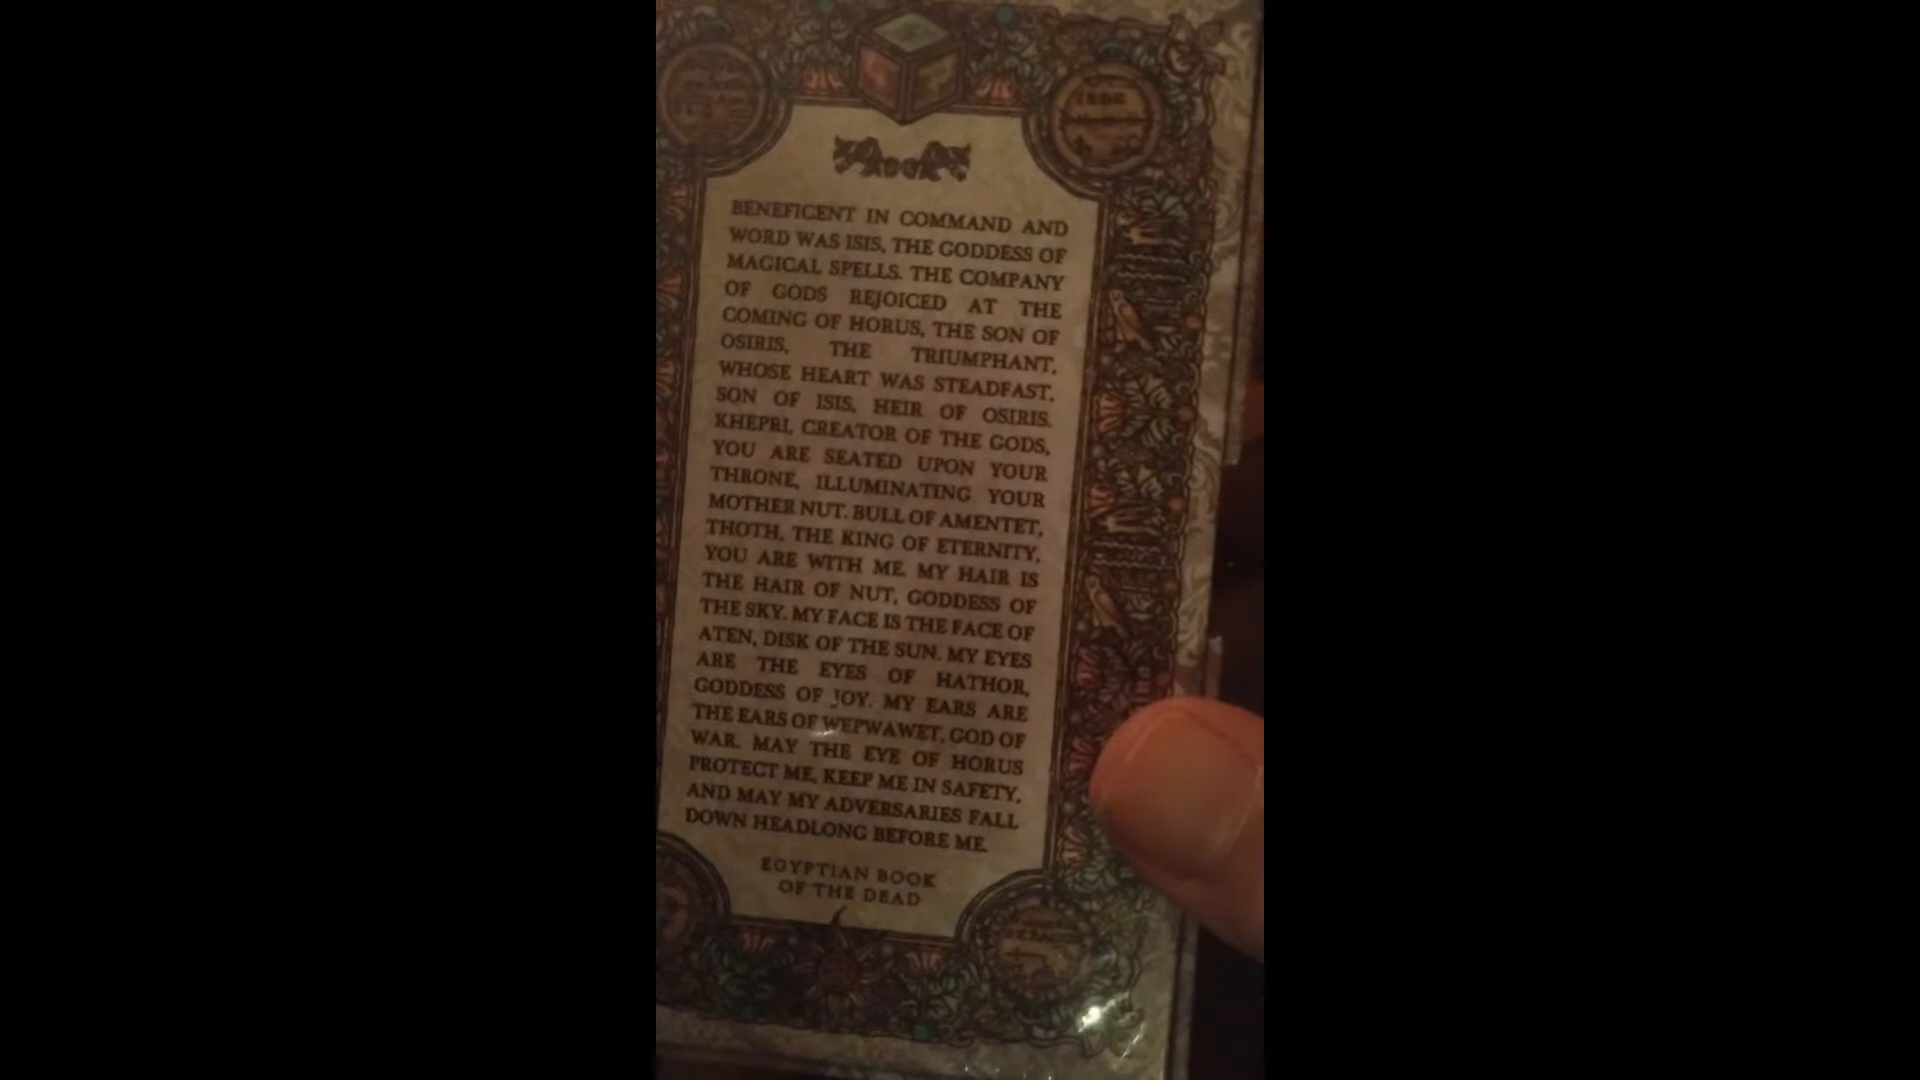 BENEFICENT IN COMMAND AND
WORD WAS ISIS, THE GODDESS OF
MAGICAL SPELLS. THE COMPANY
OF GODS REJOICED AT THE
COMING OF HORUS, THE SON OF
OSIRIS, THE TRIUMPHANT,
WHOSE HEART WAS STEADFAST,
SON OF ISIS, HEIR OF OSIRIS.
KHEPRI, CREATOR OF THE GODS,
YOU ARE SEATED UPON YOUR
THRONE, ILLUMINATING YOUR
MOTHER NUT. BULL OF AMENTET,
THOTH, THE KING OF ETERNITY,
YOU ARE WITH ME. MY HAIR IS
THE HAIR OF NUT, GODDESS OF
THE SKY. MY FACE IS THE FACE OF
ATEN, DISK OF THE SUN. MY EYES
ARE THE EYES OF HATHOR,
GODDESS OF JOY. MY EARS ARE
THE EARS OF WEPWAWET, GOD OF
WAR. MAY THE EYE OF HORUS
PROTECT ME, KEEP ME IN SAFETY,
AND MAY MY ADVERSARIES FALL
DOWN HEADLONG BEFORE ME.
EGYPTIAN BOOK
OF THE DEAD